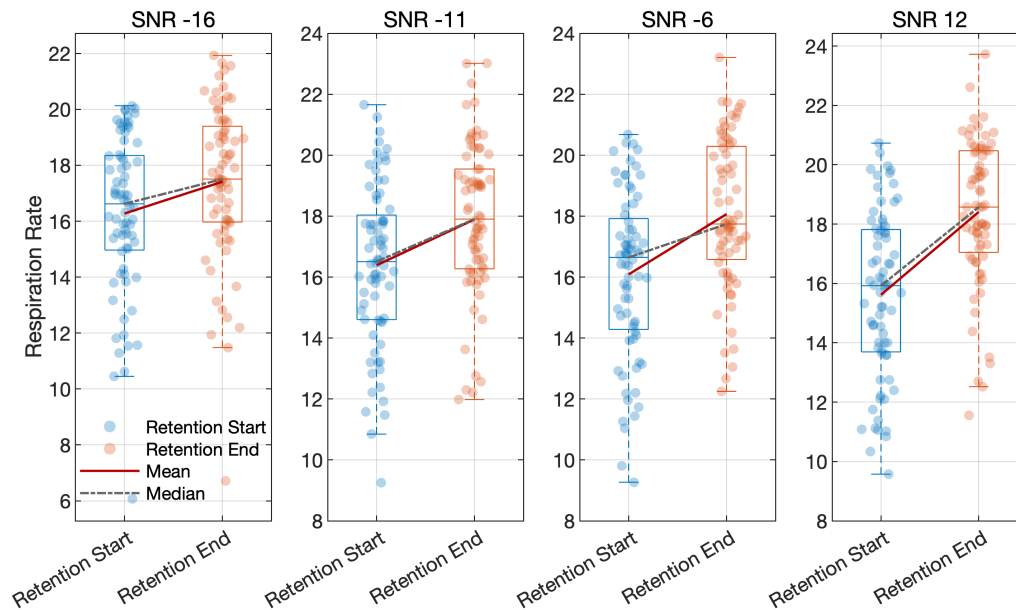 SNR -16
SNR -11
SNR -6
SNR 12
Respiration Rate
22
20
18
16
14
12
10
8
6
24
22
20
18
16
14
12
10
8
24
22
20
18
16
14
12
10
8
24
22
20
18
16
14
12
10
8
Retention Start
Retention End
Mean
Median
Retention Start
Retention End
Retention Start
Retention End
Retention Start
Retention End
Retention Start
Retention End